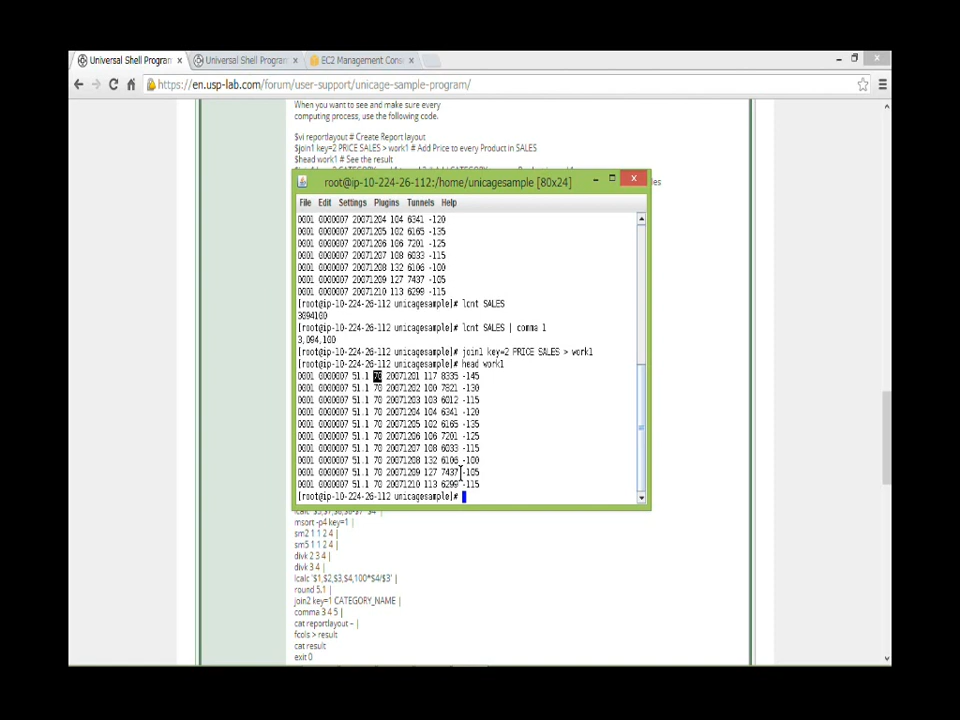 Universal Shell Program
Universal Shell Program
EC2 Management Cons
https://en.usp-lab.com/forum/user-support/unicage-sample-program/
When you want to see and make sure every
computing process, use the following code.
$vi reportlayout # Create Report layout
$join1 key=2 PRICE SALES > work1 # Add Price to every Product in SALES
$head work1 # See the result
les
root@ip-10-224-26-112:/home/unicagesample [80x24]
File Edit Settings Plugins Tunnels Help
0001 0000007 20071204 104 6341 -120
0001 0000007 20071205 102 6165 -135
0001 0000007 20071206 106 7201 -125
0001 0000007 20071207 108 6033 -115
0001 0000007 20071208 132 6106 -100
0001 0000007 20071209 127 7437 -105
0001 0000007 20071210 113 6299 -115
[root@ip-10-224-26-112 unicagesample]# lcnt SALES
3094100
[root@ip-10-224-26-112 unicagesample]# lcnt SALES | comma 1
3,094,100
[root@ip-10-224-26-112 unicagesample]# join1 key=2 PRICE SALES > work1
[root@ip-10-224-26-112 unicagesample]# head work1
0001 0000007 51.1 70 20071201 117 8335 -145
0001 0000007 51.1 70 20071202 100 7821 -130
0001 0000007 51.1 70 20071203 103 6012 -115
0001 0000007 51.1 70 20071204 104 6341 -120
0001 0000007 51.1 70 20071205 102 6165 -135
0001 0000007 51.1 70 20071206 106 7201 -125
0001 0000007 51.1 70 20071207 108 6033 -115
0001 0000007 51.1 70 20071208 132 6106 -100
0001 0000007 51.1 70 20071209 127 7437 -105
0001 0000007 51.1 70 20071210 113 6299 -115
[root@ip-10-224-26-112 unicagesample]#
msort -p4 key=1 |
sm2 1 1 2 4 |
sm5 1 1 2 4 |
divk 2 3 4 |
divk 3 4 |
lcalc '$1,$2,$3,$4,100*$4/$3' |
round 5.1 |
join2 key=1 CATEGORY_NAME |
comma 3 4 5 |
cat reportlayout – |
fcols > result
cat result
exit 0